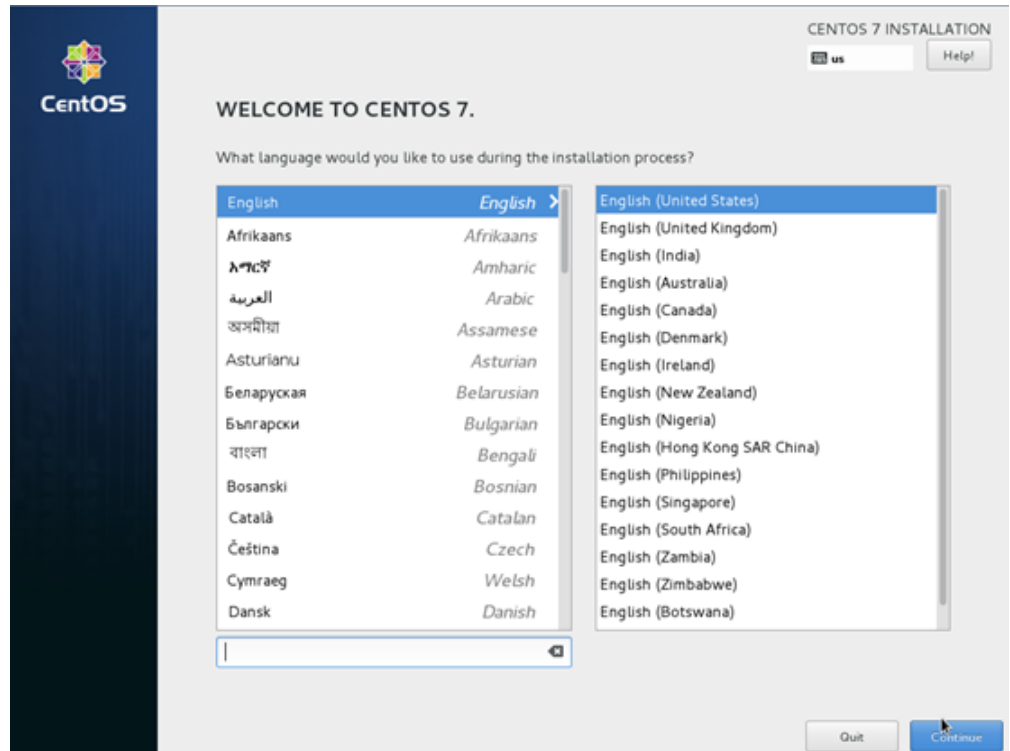 CENTOS 7 INSTALLATION
us
Help!
CentOS
WELCOME TO CENTOS 7.
What language would you like to use during the installation process?
English English
Afrikaans Afrikaans
አማርኛ Amharic
العربية Arabic
অসমীয়া Assamese
Asturianu Asturian
Беларуская Belarusian
Български Bulgarian
বাংলা Bengali
Bosanski Bosnian
Català Catalan
Čeština Czech
Cymraeg Welsh
Dansk Danish
English (United States)
English (United Kingdom)
English (India)
English (Australia)
English (Canada)
English (Denmark)
English (Ireland)
English (New Zealand)
English (Nigeria)
English (Hong Kong SAR China)
English (Philippines)
English (Singapore)
English (South Africa)
English (Zambia)
English (Zimbabwe)
English (Botswana)
Quit
Continue